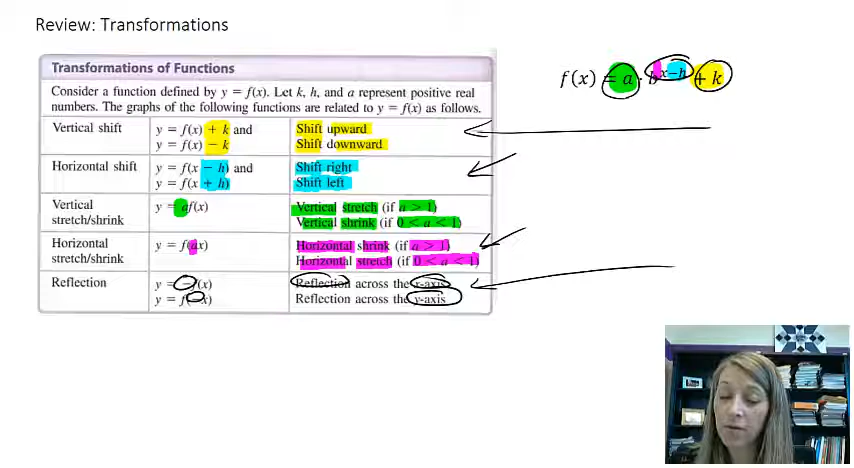 Review: Transformations
f(x) = a · b^{x−h} + k
Transformations of Functions
Consider a function defined by y = f(x). Let k, h, and a represent positive real
numbers. The graphs of the following functions are related to y = f(x) as follows.
Vertical shift y = f(x) + k and Shift upward
y = f(x) − k Shift downward
Horizontal shift y = f(x − h) and Shift right
y = f(x + h) Shift left
Vertical y = af(x) Vertical stretch (if a > 1)
stretch/shrink Vertical shrink (if 0 < a < 1)
Horizontal y = f(ax) Horizontal shrink (if a > 1)
stretch/shrink Horizontal stretch (if 0 < a < 1)
Reflection y = −f(x) Reflection across the x-axis
y = f(−x) Reflection across the y-axis